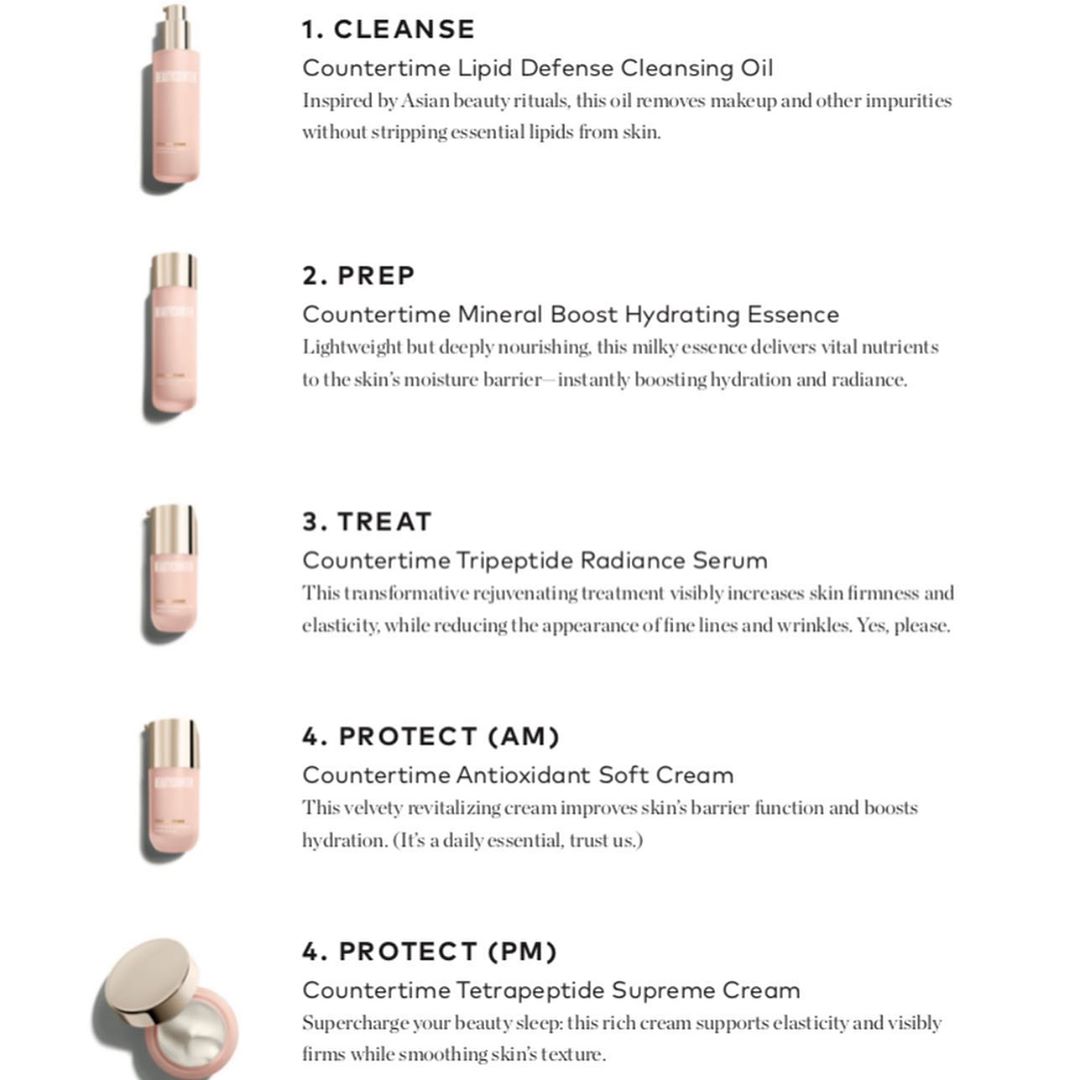 1. CLEANSE
Countertime Lipid Defense Cleansing Oil
Inspired by Asian beauty rituals, this oil removes makeup and other impurities
without stripping essential lipids from skin.
BEAUTYCOUNTER
2. PREP
Countertime Mineral Boost Hydrating Essence
Lightweight but deeply nourishing, this milky essence delivers vital nutrients
to the skin’s moisture barrier—instantly boosting hydration and radiance.
BEAUTYCOUNTER
3. TREAT
Countertime Tripeptide Radiance Serum
This transformative rejuvenating treatment visibly increases skin firmness and
elasticity, while reducing the appearance of fine lines and wrinkles. Yes, please.
BEAUTYCOUNTER
4. PROTECT (AM)
Countertime Antioxidant Soft Cream
This velvety revitalizing cream improves skin’s barrier function and boosts
hydration. (It’s a daily essential, trust us.)
BEAUTYCOUNTER
4. PROTECT (PM)
Countertime Tetrapeptide Supreme Cream
Supercharge your beauty sleep: this rich cream supports elasticity and visibly
firms while smoothing skin’s texture.